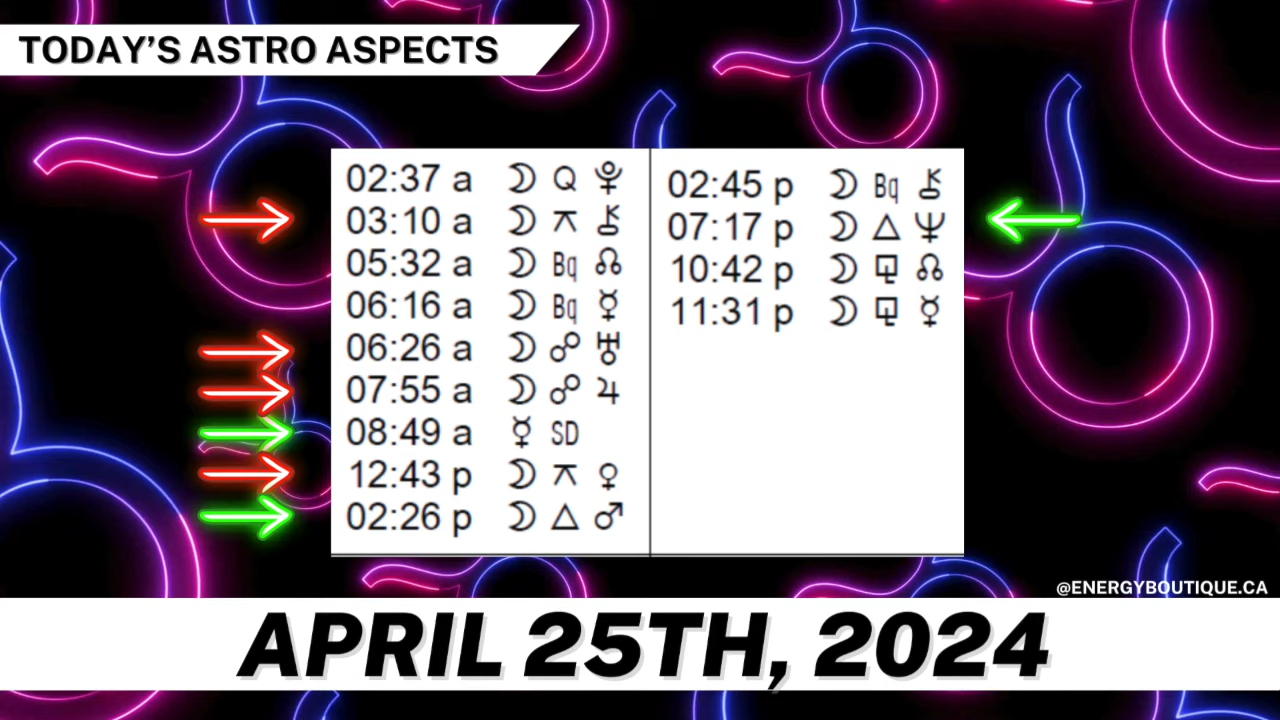 TODAY’S ASTRO ASPECTS
02:37 a ☽ Q ♇
03:10 a ☽ ⚻ ⚷
05:32 a ☽ Bq ☊
06:16 a ☽ Bq ☿
06:26 a ☽ ☍ ♅
07:55 a ☽ ☍ ♃
08:49 a ☿ SD
12:43 p ☽ ⚻ ♀
02:26 p ☽ △ ♂
02:45 p ☽ Bq ⚷
07:17 p ☽ △ ♆
10:42 p ☽ ⚼ ☊
11:31 p ☽ ⚼ ☿
@ENERGYBOUTIQUE.CA
APRIL 25TH, 2024